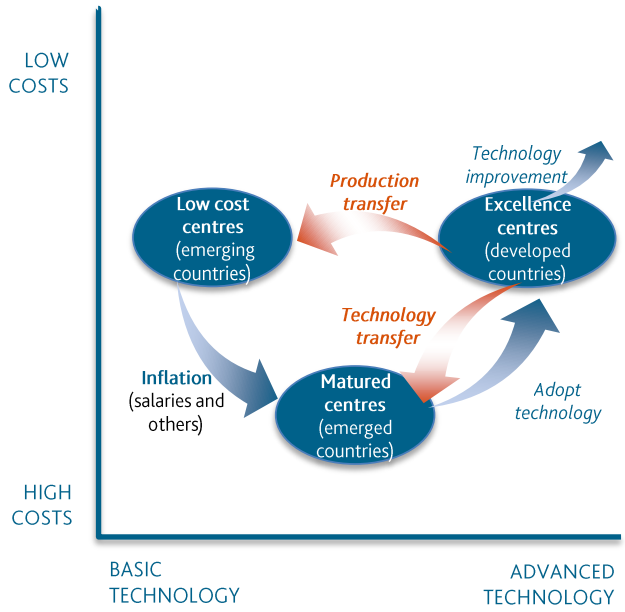 LOW
COSTS
Technology
improvement
Production
transfer
Low cost
centres
(emerging
countries)
Excellence
centres
(developed
countries)
Technology
transfer
Inflation
(salaries and
others)
Matured
centres
(emerged
countries)
Adopt
technology
HIGH
COSTS
BASIC
TECHNOLOGY
ADVANCED
TECHNOLOGY